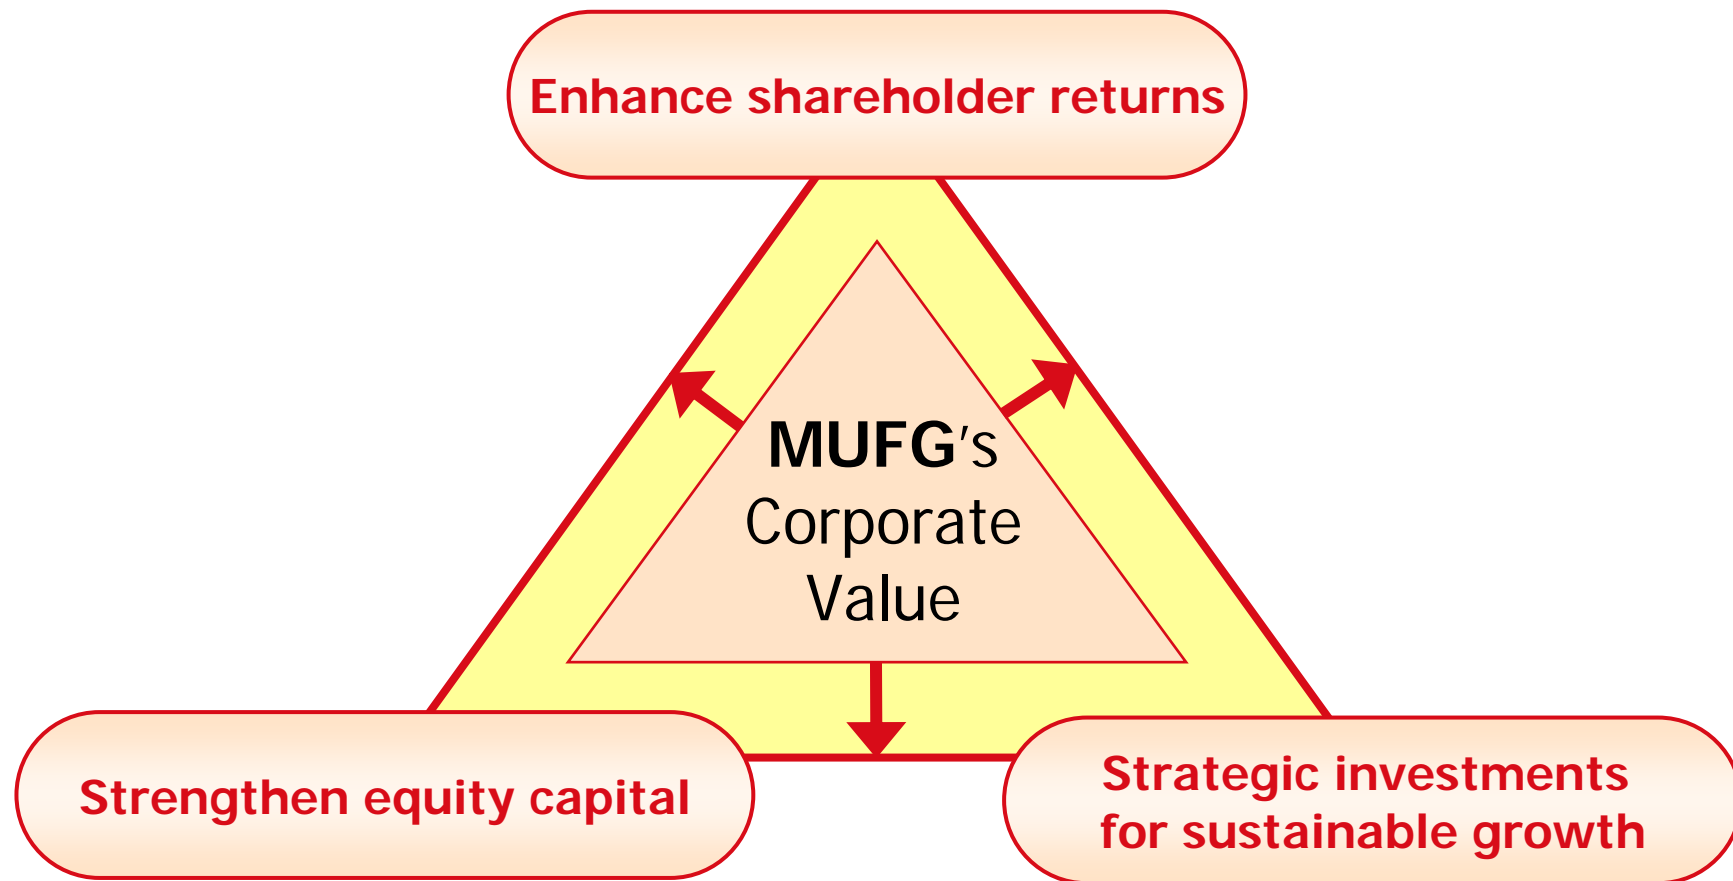 Enhance shareholder returns
MUFG's
Corporate
Value
Strengthen equity capital
Strategic investments
for sustainable growth